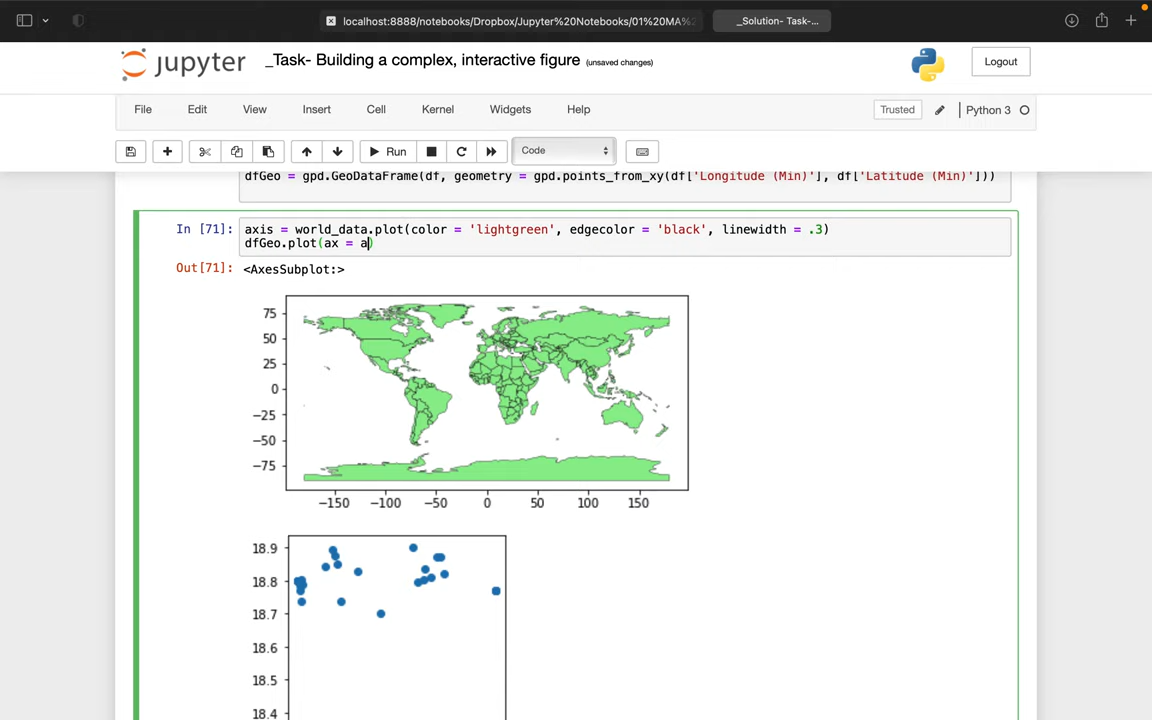 localhost:8888/notebooks/Dropbox/Jupyter%20Notebooks/01%20MA%2
_Solution- Task-...
jupyter
_Task- Building a complex, interactive figure (unsaved changes)
Logout
File Edit View Insert Cell Kernel Widgets Help
Trusted
Python 3
Run
Code
dfGeo = gpd.GeoDataFrame(df, geometry = gpd.points_from_xy(df['Longitude (Min)'], df['Latitude (Min)']))
In [71]: axis = world_data.plot(color = 'lightgreen', edgecolor = 'black', linewidth = .3)
dfGeo.plot(ax = a)
Out[71]: <AxesSubplot:>
75
50
25
0
−25
−50
−75
−150 −100 −50 0 50 100 150
18.9
18.8
18.7
18.6
18.5
18.4